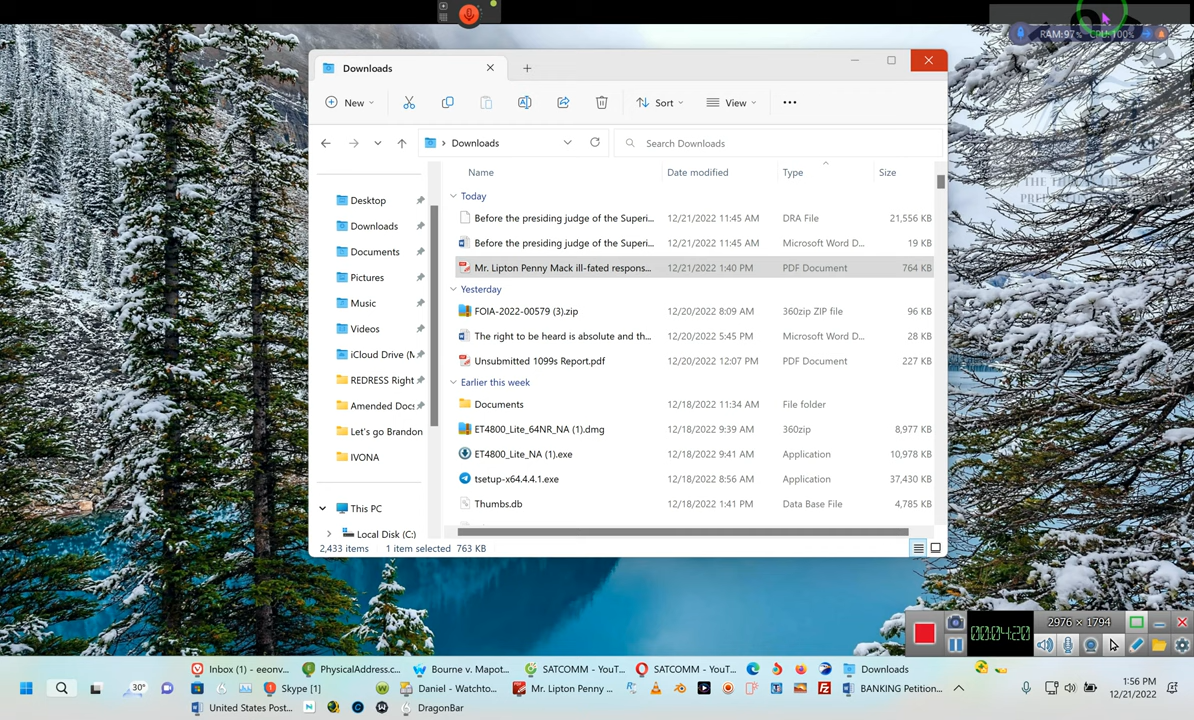 RAM:97% CPU:100%
Downloads
New
Sort
View
Downloads
Search Downloads
Name Date modified Type Size
Today
Before the presiding judge of the Superi... 12/21/2022 11:45 AM DRA File 21,556 KB
Before the presiding judge of the Superi... 12/21/2022 11:45 AM Microsoft Word D... 19 KB
Mr. Lipton Penny Mack ill-fated respons... 12/21/2022 1:40 PM PDF Document 764 KB
Yesterday
FOIA-2022-00579 (3).zip 12/20/2022 8:09 AM 360zip ZIP file 96 KB
The right to be heard is absolute and th... 12/20/2022 5:45 PM Microsoft Word D... 28 KB
Unsubmitted 1099s Report.pdf 12/20/2022 12:07 PM PDF Document 227 KB
Earlier this week
Documents 12/18/2022 11:34 AM File folder
ET4800_Lite_64NR_NA (1).dmg 12/18/2022 9:39 AM 360zip 8,977 KB
ET4800_Lite_NA (1).exe 12/18/2022 9:41 AM Application 10,978 KB
tsetup-x64.4.4.1.exe 12/18/2022 8:56 AM Application 37,430 KB
Thumbs.db 12/18/2022 1:41 PM Data Base File 4,785 KB
Desktop
Downloads
Documents
Pictures
Music
Videos
iCloud Drive (M
REDRESS Right
Amended Docs
Let's go Brandon
IVONA
This PC
Local Disk (C:)
2,433 items 1 item selected 763 KB
00:04:20 2976 × 1794
Inbox (1) - eeonv... PhysicalAddress.c... Bourne v. Mapot... SATCOMM - YouT... SATCOMM - YouT... Downloads
30° Skype [1] Daniel - Watchto... Mr. Lipton Penny ... BANKING Petition...
United States Post... DragonBar
1:56 PM
12/21/2022